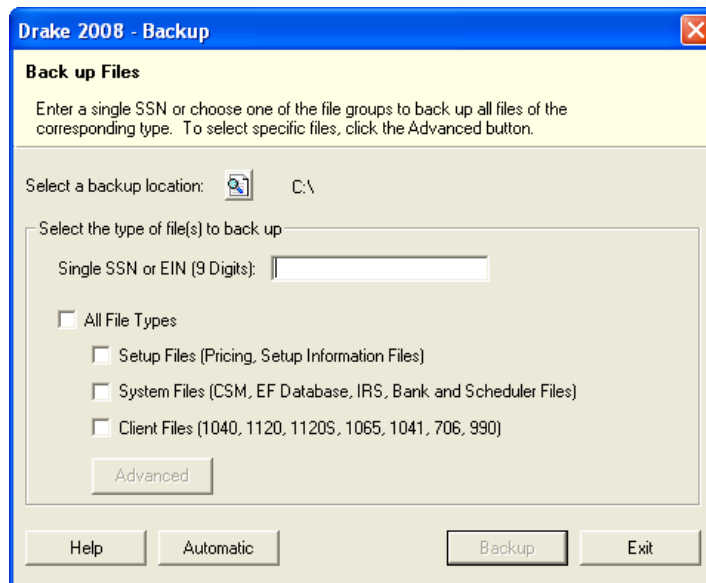 Drake 2008 - Backup
Back up Files
Enter a single SSN or choose one of the file groups to back up all files of the
corresponding type.  To select specific files, click the Advanced button.
Select a backup location: C:\
Select the type of file(s) to back up
Single SSN or EIN (9 Digits):
All File Types
Setup Files (Pricing, Setup Information Files)
System Files (CSM, EF Database, IRS, Bank and Scheduler Files)
Client Files (1040, 1120, 1120S, 1065, 1041, 706, 990)
Advanced
Help Automatic Backup Exit